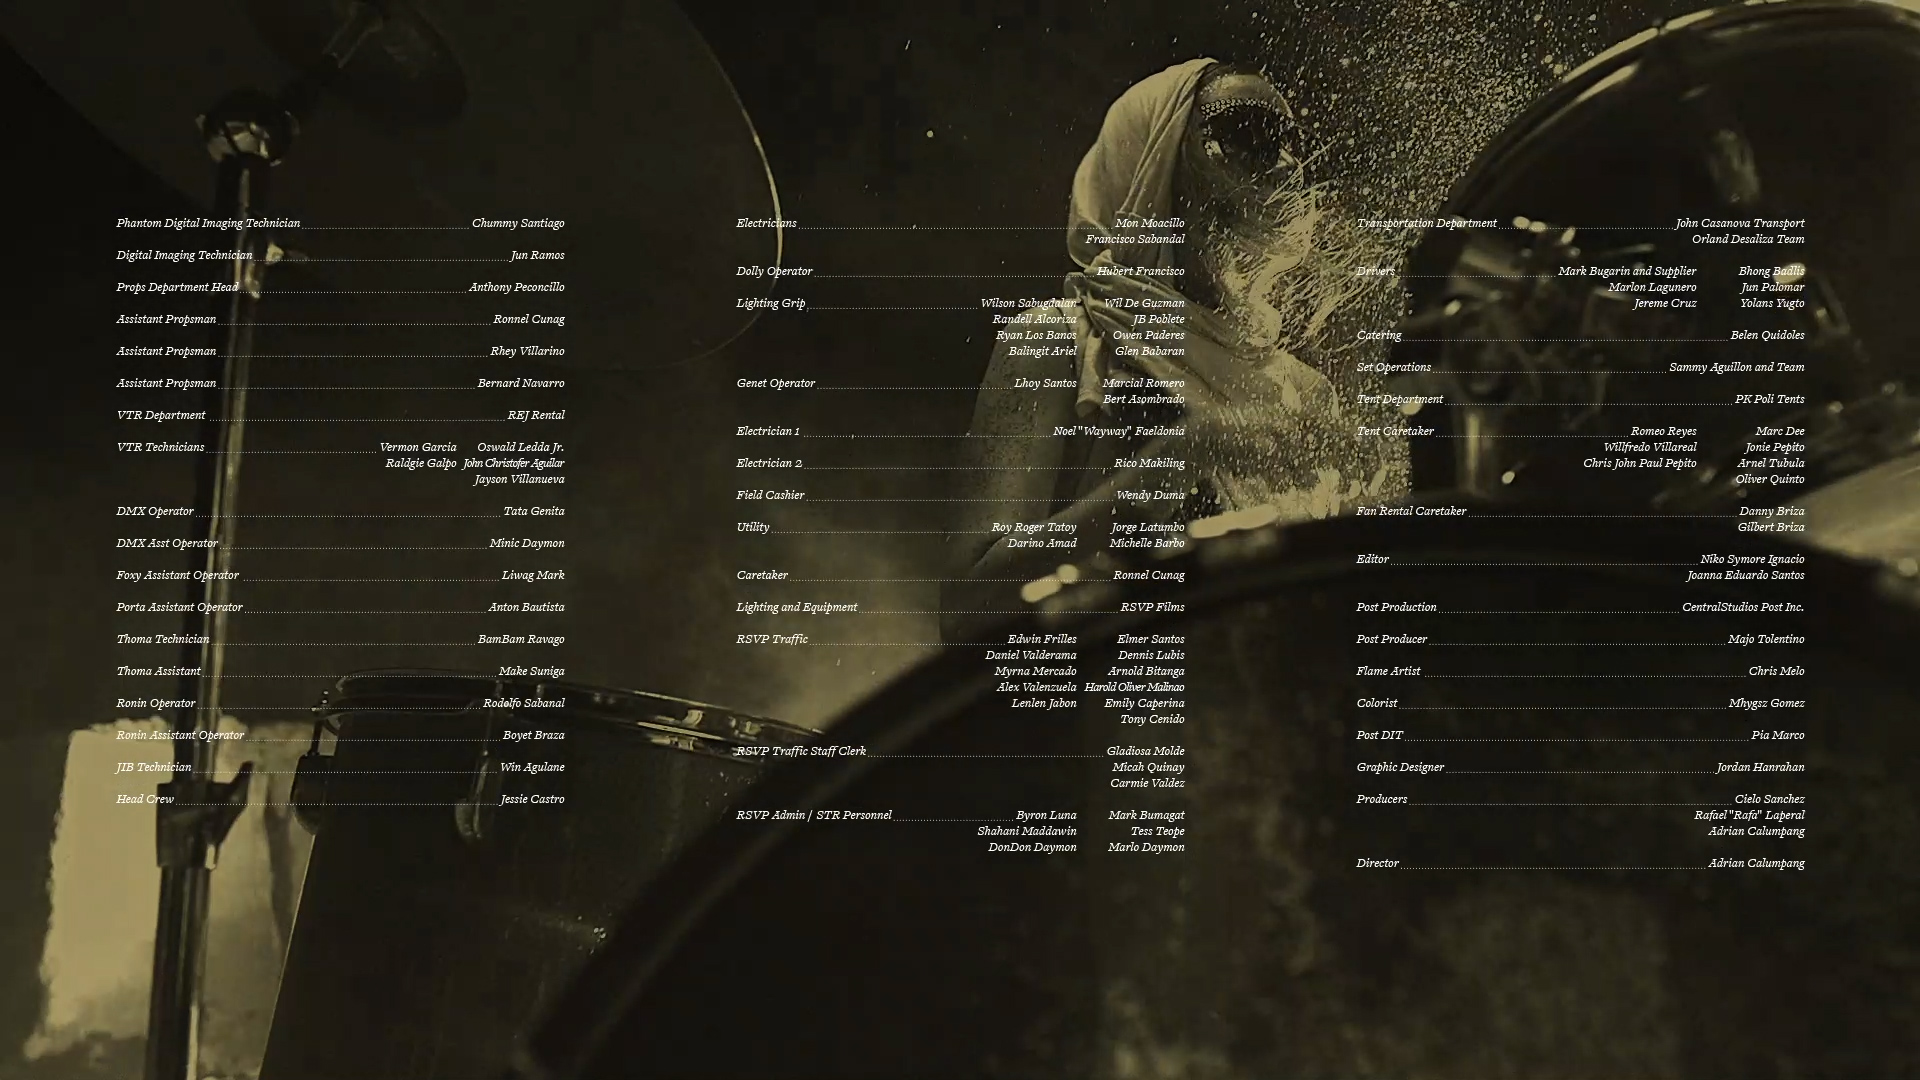 Phantom Digital Imaging Technician Chummy Santiago
Digital Imaging Technician Jun Ramos
Props Department Head Anthony Peconcillo
Assistant Propsman Ronnel Cunag
Assistant Propsman Rhey Villarino
Assistant Propsman Bernard Navarro
VTR Department REJ Rental
VTR Technicians Vermon Garcia Oswald Ledda Jr.
Raldgie Galpo John Christofer Aguilar
Jayson Villanueva
DMX Operator Tata Genita
DMX Asst Operator Minic Daymon
Foxy Assistant Operator Liwag Mark
Porta Assistant Operator Anton Bautista
Thoma Technician BamBam Ravago
Thoma Assistant Make Suniga
Ronin Operator Rodolfo Sabanal
Ronin Assistant Operator Boyet Braza
JIB Technician Win Agulane
Head Crew Jessie Castro
Electricians Mon Moacillo
Francisco Sabandal
Dolly Operator Hubert Francisco
Lighting Grip Wilson Sabugdalan Wil De Guzman
Randell Alcoriza JB Poblete
Ryan Los Banos Owen Paderes
Balingit Ariel Glen Babaran
Genet Operator Lhoy Santos Marcial Romero
Bert Asombrado
Electrician 1 Noel "Wayway" Faeldonia
Electrician 2 Rico Makiling
Field Cashier Wendy Duma
Utility Roy Roger Tatoy Jorge Latumbo
Darino Amad Michelle Barbo
Caretaker Ronnel Cunag
Lighting and Equipment RSVP Films
RSVP Traffic Edwin Frilles Elmer Santos
Daniel Valderama Dennis Lubis
Myrna Mercado Arnold Bitanga
Alex Valenzuela Harold Oliver Malinao
Lenlen Jabon Emily Caperina
Tony Cenido
RSVP Traffic Staff Clerk Gladiosa Molde
Micah Quinay
Carmie Valdez
RSVP Admin / STR Personnel Byron Luna Mark Bumagat
Shahani Maddawin Tess Teope
DonDon Daymon Marlo Daymon
Transportation Department John Casanova Transport
Orland Desaliza Team
Drivers Mark Bugarin and Supplier Bhong Badlis
Marlon Lagunero Jun Palomar
Jereme Cruz Yolans Yugto
Catering Belen Quidoles
Set Operations Sammy Aguillon and Team
Tent Department PK Poli Tents
Tent Caretaker Romeo Reyes Marc Dee
Willfredo Villareal Jonie Pepito
Chris John Paul Pepito Arnel Tubula
Oliver Quinto
Fan Rental Caretaker Danny Briza
Gilbert Briza
Editor Niko Symore Ignacio
Joanna Eduardo Santos
Post Production CentralStudios Post Inc.
Post Producer Majo Tolentino
Flame Artist Chris Melo
Colorist Mhygsz Gomez
Post DIT Pia Marco
Graphic Designer Jordan Hanrahan
Producers Cielo Sanchez
Rafael "Rafa" Laperal
Adrian Calumpang
Director Adrian Calumpang